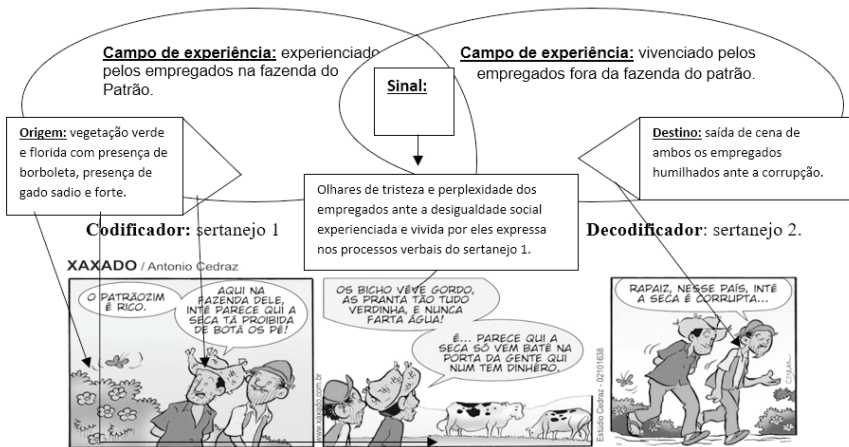 Campo de experiência: experienciado
pelos empregados na fazenda do
Patrão.
Campo de experiência: vivenciado pelos
empregados fora da fazenda do patrão.
Sinal:
Origem: vegetação verde
e florida com presença de
borboleta, presença de
gado sadio e forte.
Destino: saída de cena de
ambos os empregados
humilhados ante a corrupção.
Olhares de tristeza e perplexidade dos
empregados ante a desigualdade social
experienciada e vivida por eles expressa
nos processos verbais do sertanejo 1.
Codificador: sertanejo 1
Decodificador: sertanejo 2.
XAXADO / Antonio Cedraz
O PATRÃOZIM
É RICO.
AQUI NA
FAZENDA DELE,
INTÉ PARECE QUI A
SECA TÁ PROIBIDA
DE BOTÁ OS PÉ!
www.xaxado.com.br
OS BICHO VÉVE GORDO,
AS PRANTA TÃO TUDO
VERDINHA, E NUNCA
FARTA ÁGUA!
É... PARECE QUI A
SECA SÓ VEM BATÊ NA
PORTA DA GENTE QUI
NUM TEM DINHÊRO.
Estúdio Cedraz - 02101638
RAPAIZ, NESSE PAÍS, INTÉ
A SECA É CORRUPTA...